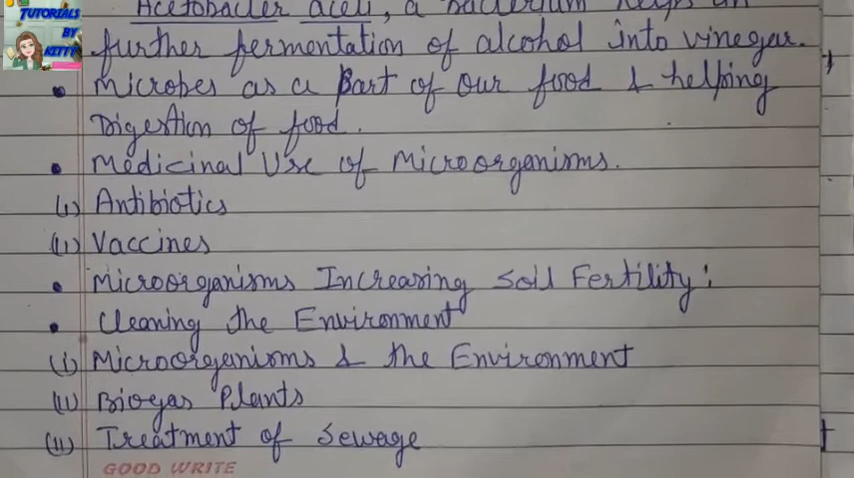 TUTORIALS
BY
KITTY
Acetobacter aceti, a bacterium helps in
further fermentation of alcohol into vinegar.
• Microbes as a Part of our food & helping
Digestion of food.
• Medicinal Use of Microorganisms.
(i) Antibiotics
(ii) Vaccines
• Microorganisms Increasing Soil Fertility:
• Cleaning the Environment
(i) Microorganisms & the Environment
(ii) Biogas Plants
(iii) Treatment of Sewage
GOOD WRITE